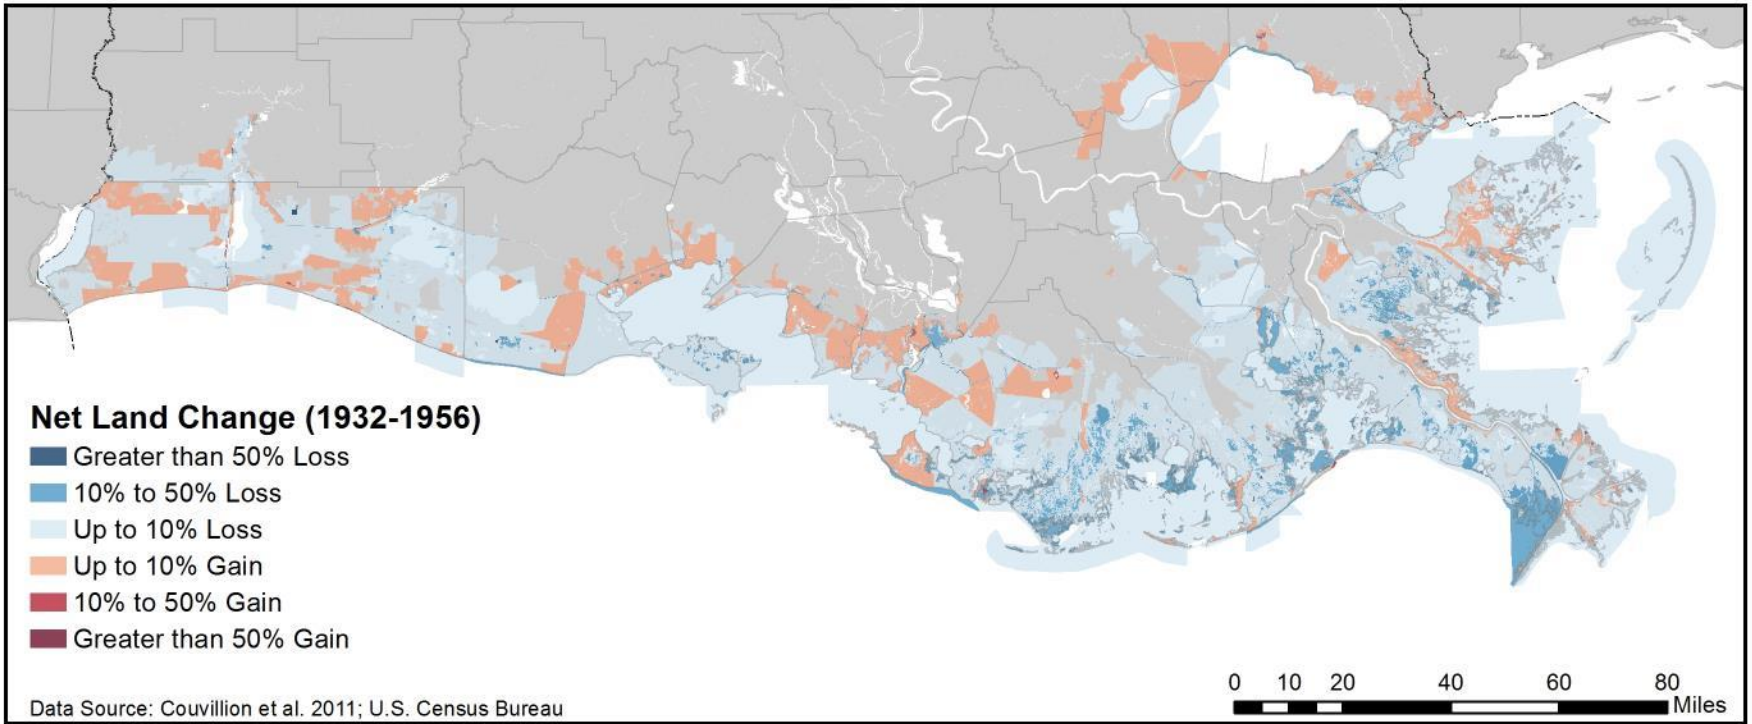 Net Land Change (1932-1956)
Greater than 50% Loss
10% to 50% Loss
Up to 10% Loss
Up to 10% Gain
10% to 50% Gain
Greater than 50% Gain
Data Source: Couvillion et al. 2011; U.S. Census Bureau
0 10 20 40 60 80
Miles